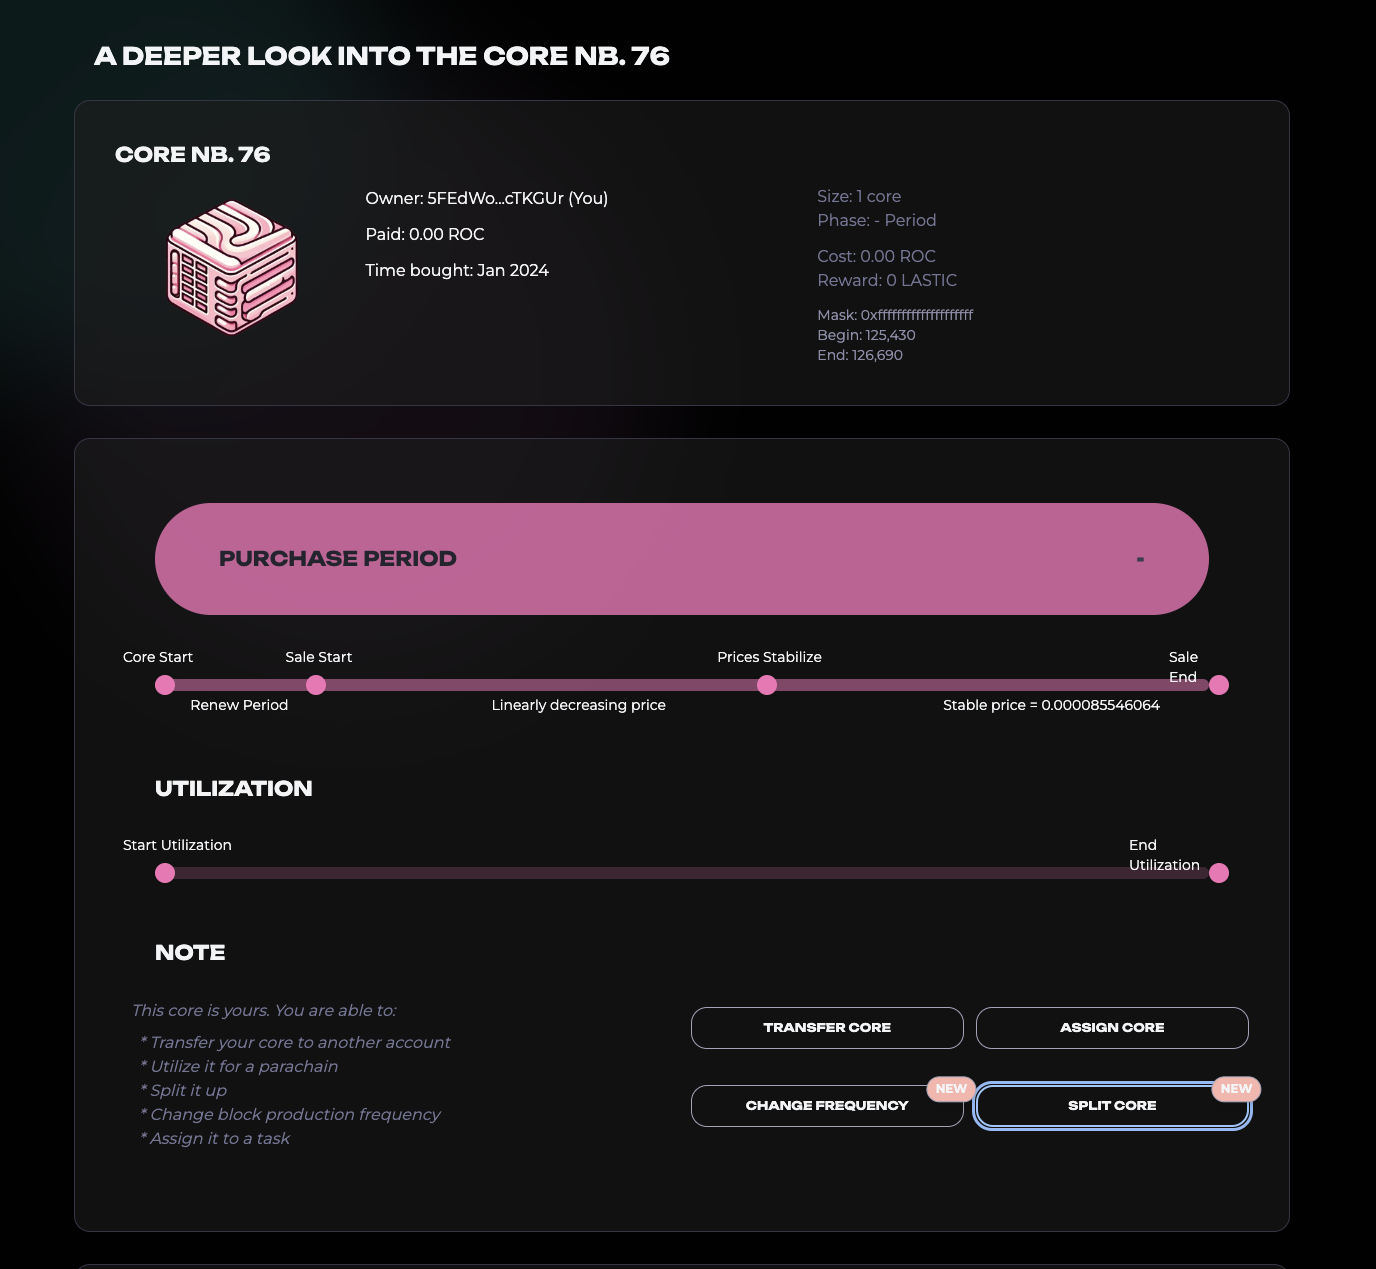 A DEEPER LOOK INTO THE CORE NB. 76
CORE NB. 76
Owner: 5FEdWo...cTKGUr (You)
Paid: 0.00 ROC
Time bought: Jan 2024
Size: 1 core
Phase: - Period
Cost: 0.00 ROC
Reward: 0 LASTIC
Mask: 0xffffffffffffffffffff
Begin: 125,430
End: 126,690
PURCHASE PERIOD -
Core Start
Sale Start
Prices Stabilize
Sale
End
Renew Period
Linearly decreasing price
Stable price = 0.000085546064
UTILIZATION
Start Utilization
End
Utilization
NOTE
This core is yours. You are able to:
* Transfer your core to another account
* Utilize it for a parachain
* Split it up
* Change block production frequency
* Assign it to a task
TRANSFER CORE
ASSIGN CORE
CHANGE FREQUENCY
NEW
SPLIT CORE
NEW